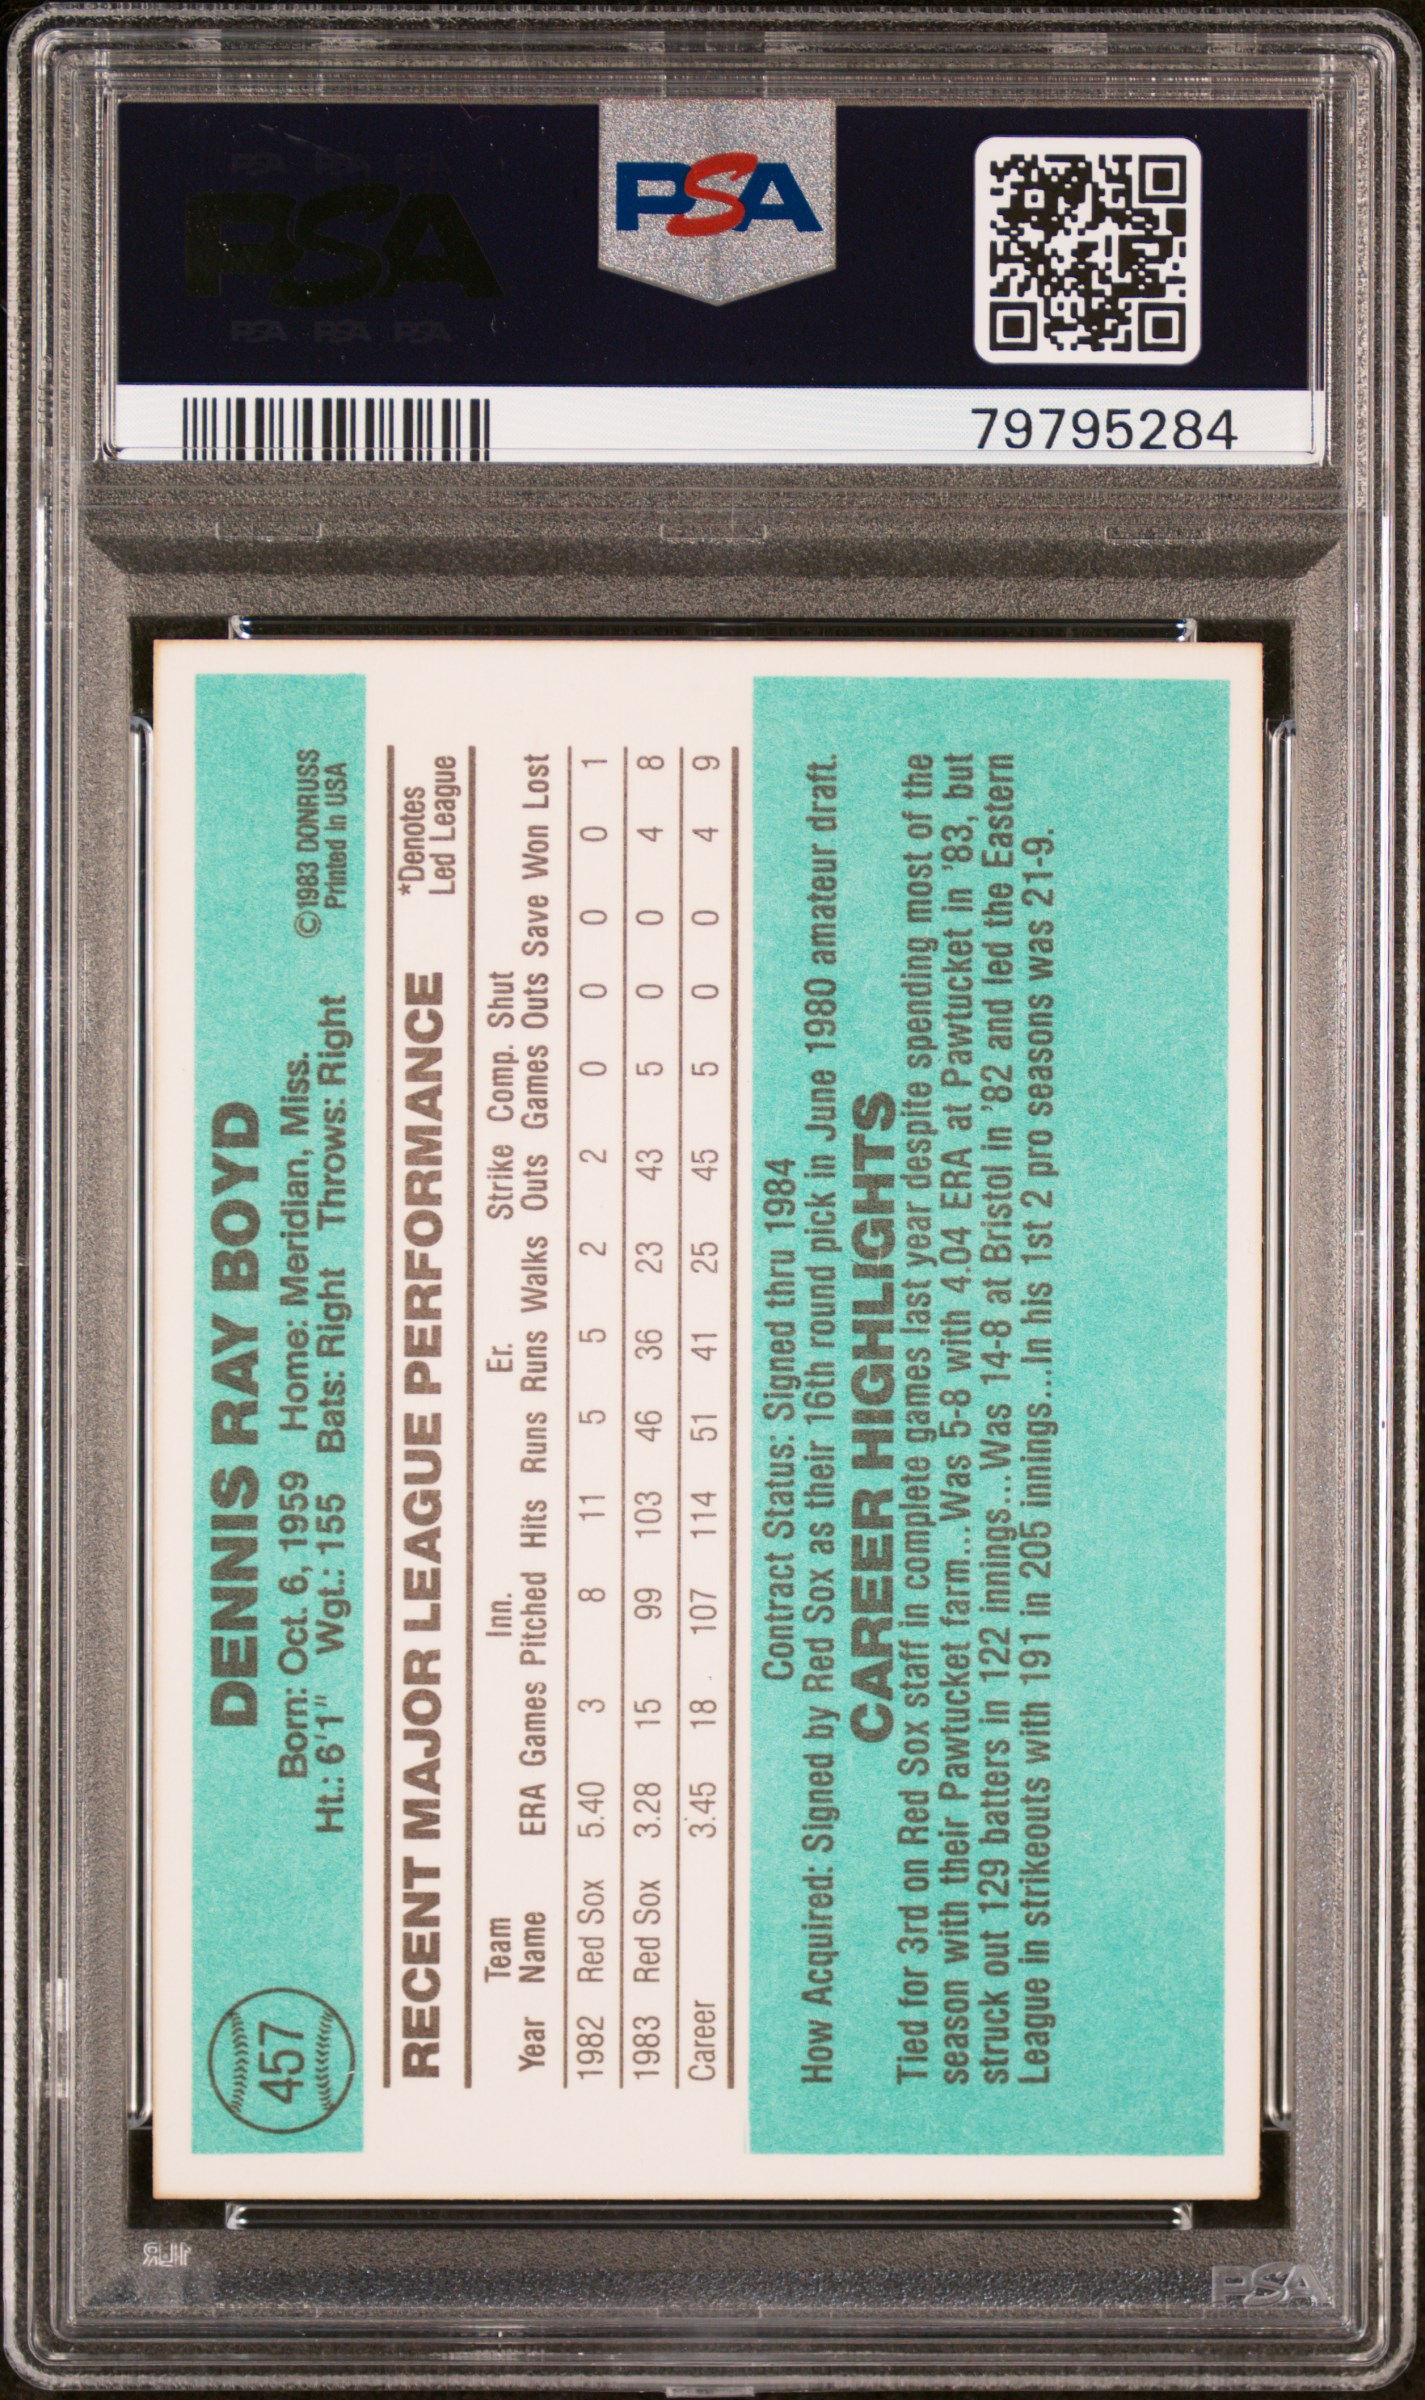 PSA
PSA
79795284
457
DENNIS RAY BOYD
Born: Oct. 6, 1959 Home: Meridian, Miss. ©1983 DONRUSS
Ht.: 6'1" Wgt.: 155 Bats: Right Throws: Right Printed In USA
RECENT MAJOR LEAGUE PERFORMANCE
*Denotes
Led League
Team Inn. Er. Strike Comp. Shut
Year Name ERA Games Pitched Hits Runs Runs Walks Outs Games Outs Save Won Lost
1982 Red Sox 5.40 3 8 11 5 5 2 2 0 0 0 0 1
1983 Red Sox 3.28 15 99 103 46 36 23 43 5 0 0 4 8
Career 3.45 18 107 114 51 41 25 45 5 0 0 4 9
Contract Status: Signed thru 1984
How Acquired: Signed by Red Sox as their 16th round pick in June 1980 amateur draft.
CAREER HIGHLIGHTS
Tied for 3rd on Red Sox staff in complete games last year despite spending most of the
season with their Pawtucket farm...Was 5-8 with 4.04 ERA at Pawtucket in '83, but
struck out 129 batters in 122 innings...Was 14-8 at Bristol in '82 and led the Eastern
League in strikeouts with 191 in 205 innings...In his 1st 2 pro seasons was 21-9.
PSA